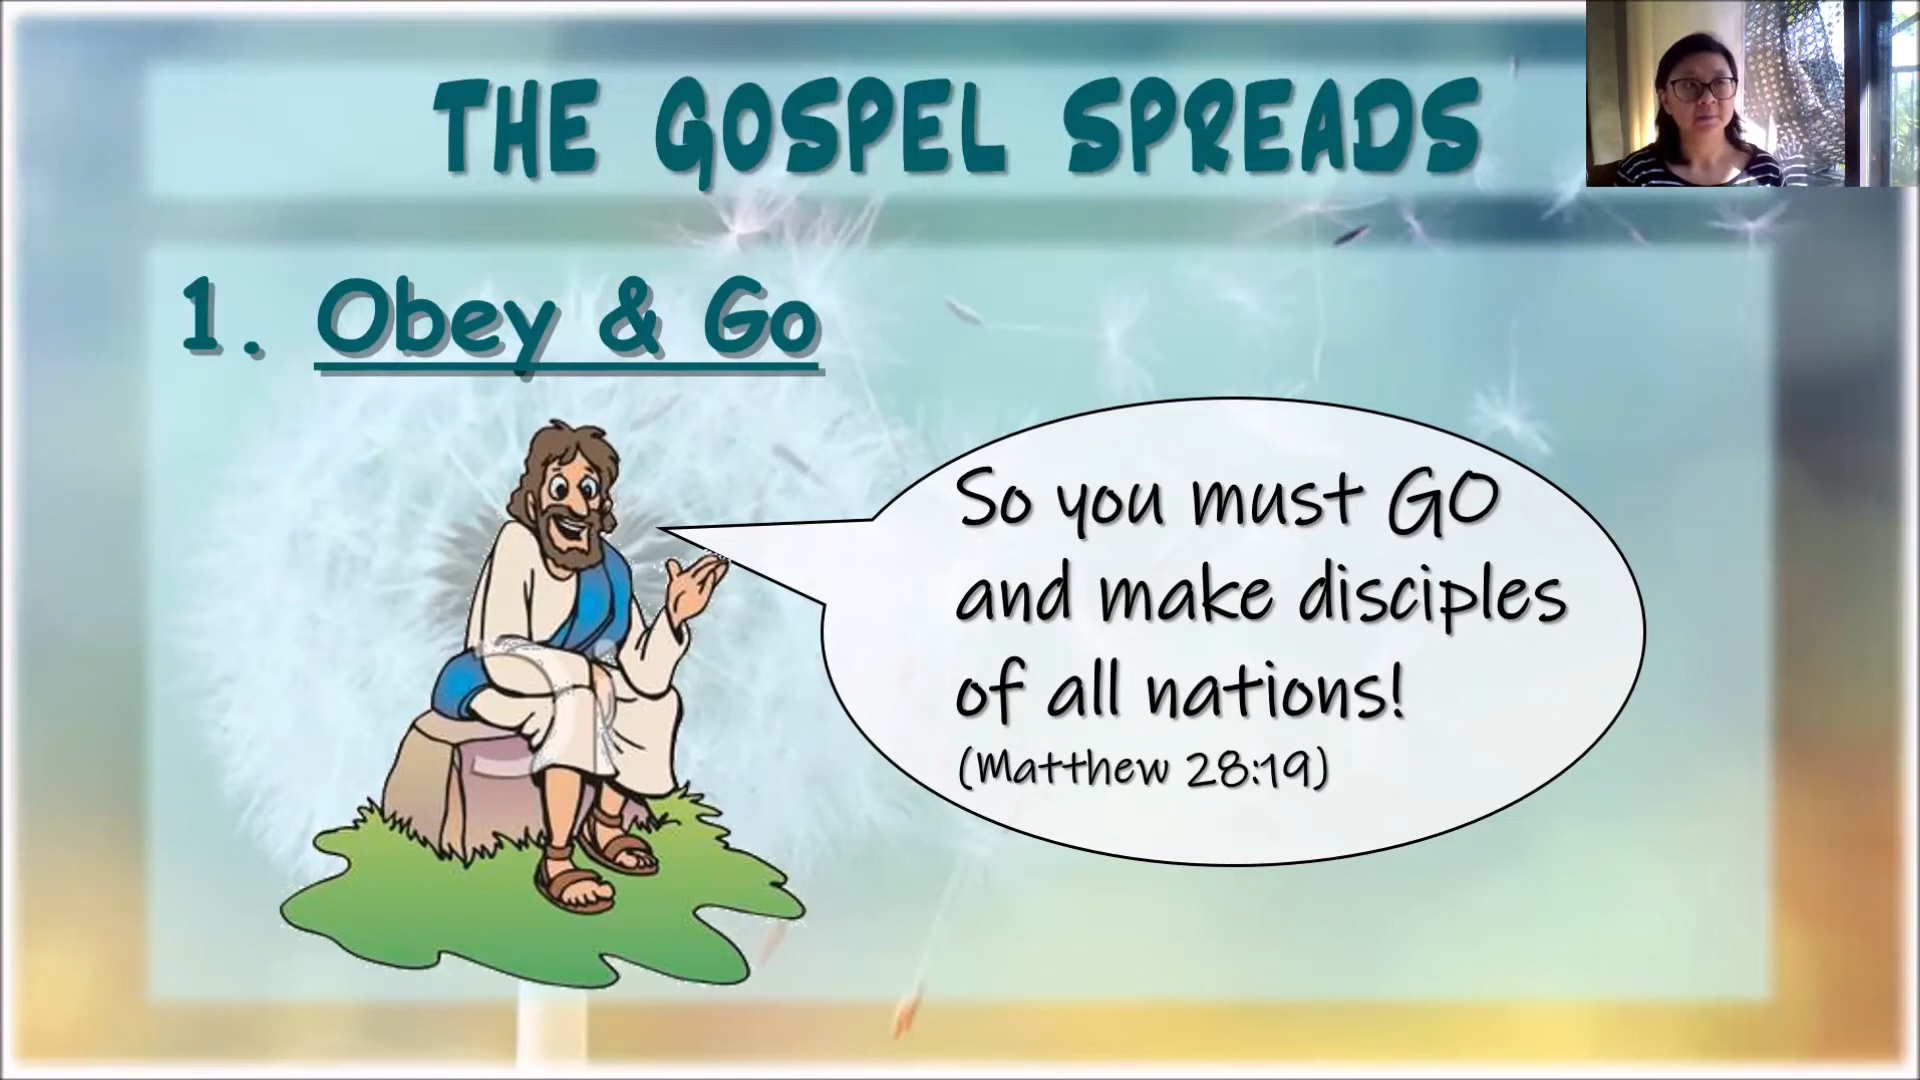 THE GOSPEL SPREADS
1. Obey & Go
So you must GO
and make disciples
of all nations!
(Matthew 28:19)